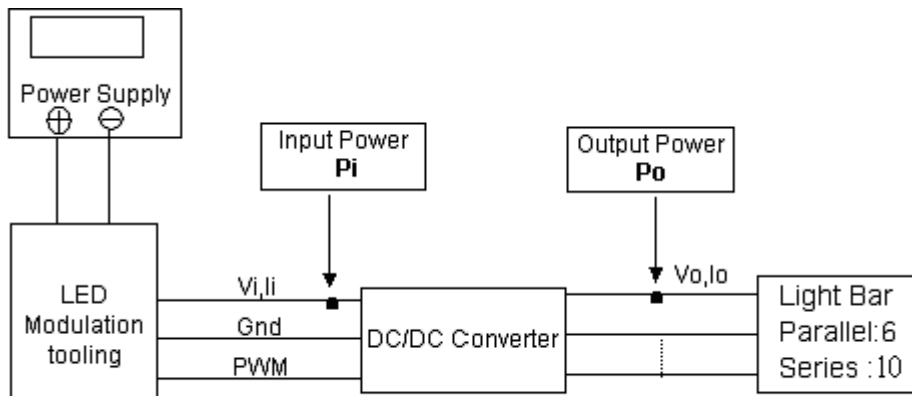 Power Supply
Input Power
Pi
Output Power
Po
LED
Modulation
tooling
Vi,Ii
Gnd
PWM
DC/DC Converter
Vo,Io
Light Bar
Parallel:6
Series :10